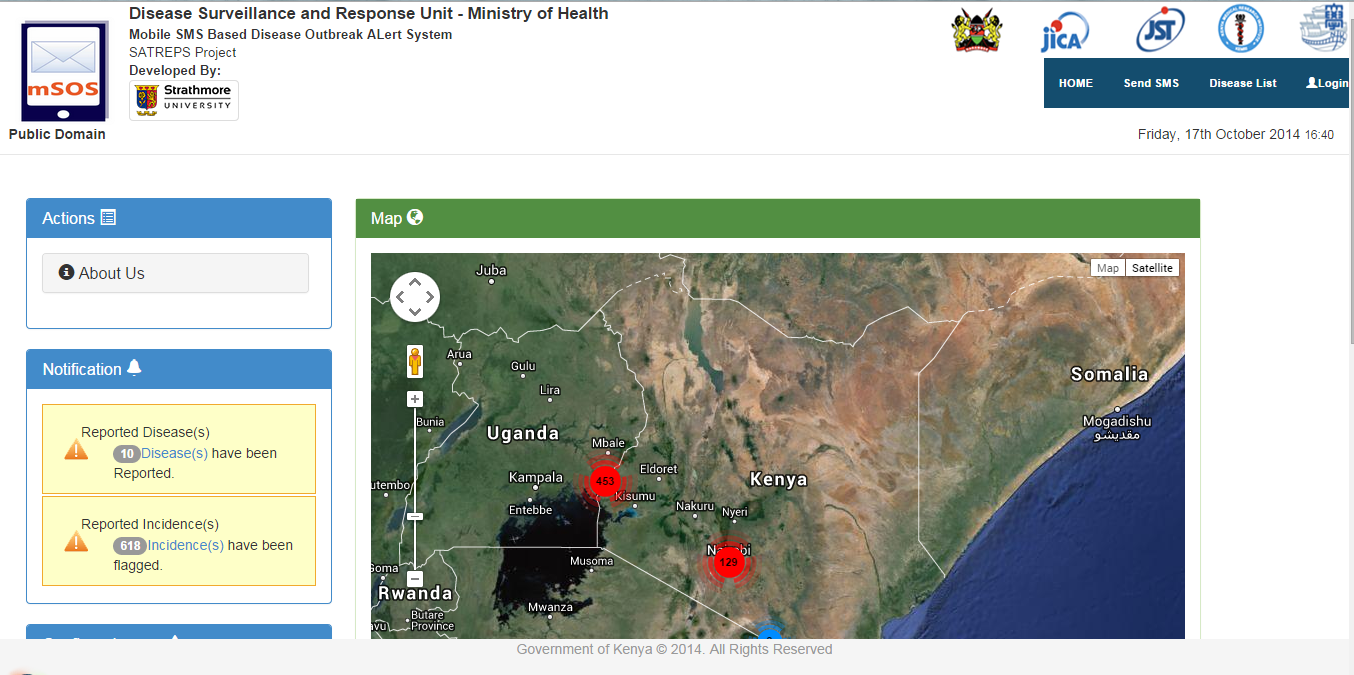 Disease Surveillance and Response Unit - Ministry of Health
Mobile SMS Based Disease Outbreak ALert System
SATREPS Project
Developed By:
Strathmore
UNIVERSITY
mSOS
Public Domain
jICA
JST
HOME Send SMS Disease List Login
Friday, 17th October 2014 16:40
Actions
About Us
Notification
Reported Disease(s)
10 Disease(s) have been
Reported.
Reported Incidence(s)
618 Incidence(s) have been
flagged.
Map
Map Satellite
Juba
Arua
Gulu
Lira
Bunia
Uganda
Mbale
Kampala
453
Eldoret
Kisumu
Kenya
Somalia
Mogadishu
مقديشو
utembo
Entebbe
Nakuru
Nyeri
Nairobi
129
Musoma
Goma
Rwanda
Mwanza
Butare
Province
avu
Government of Kenya © 2014. All Rights Reserved